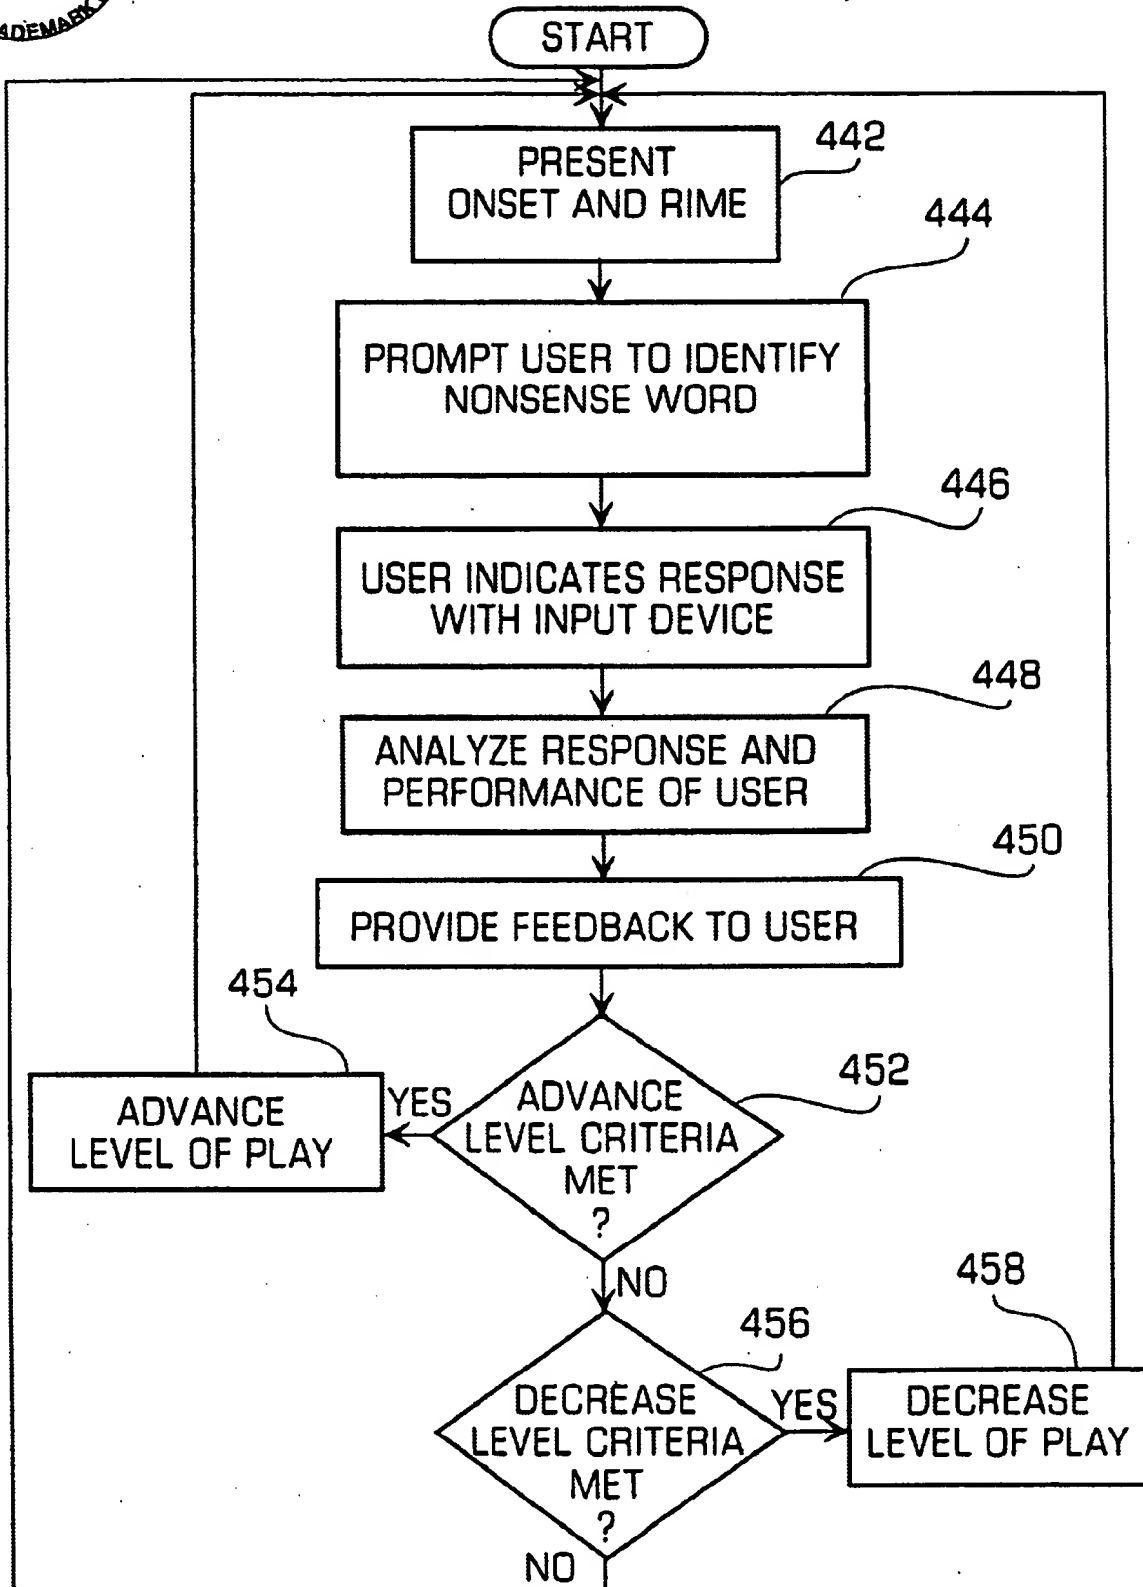 ADEMARK
START
442
PRESENT
ONSET AND RIME
444
PROMPT USER TO IDENTIFY
NONSENSE WORD
446
USER INDICATES RESPONSE
WITH INPUT DEVICE
448
ANALYZE RESPONSE AND
PERFORMANCE OF USER
450
PROVIDE FEEDBACK TO USER
454
ADVANCE
LEVEL OF PLAY
YES
452
ADVANCE
LEVEL CRITERIA
MET
?
NO
456
DECREASE
LEVEL CRITERIA
MET
?
YES
458
DECREASE
LEVEL OF PLAY
NO